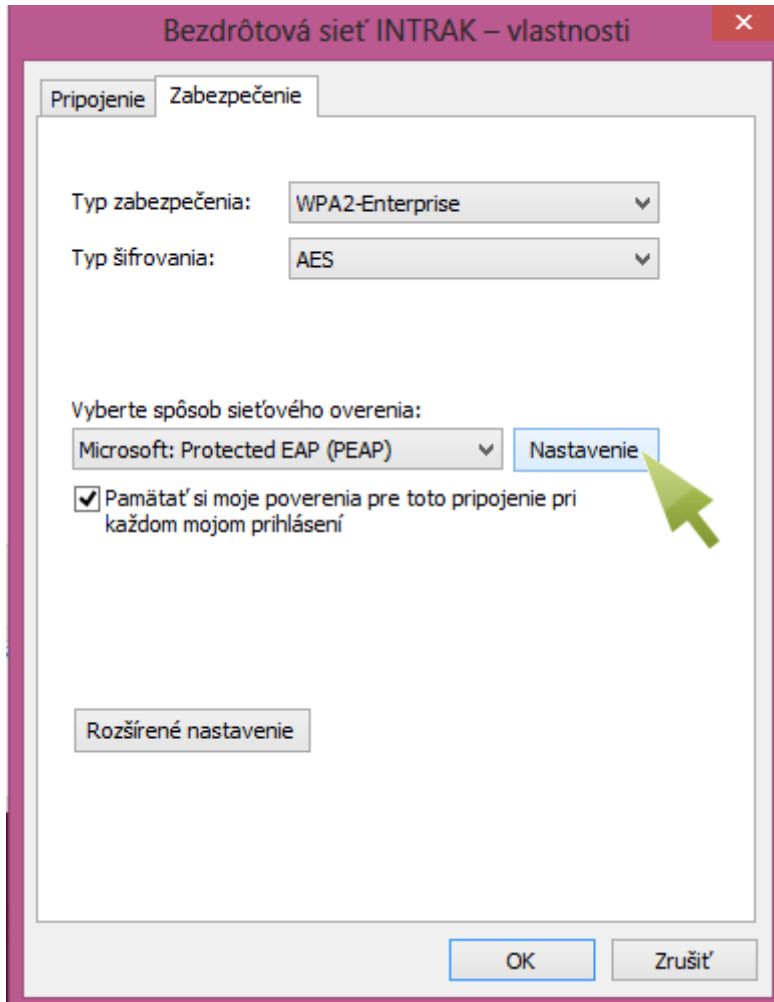 Bezdrôtová sieť INTRAK – vlastnosti
Pripojenie
Zabezpečenie
Typ zabezpečenia:
WPA2-Enterprise
Typ šifrovania:
AES
Vyberte spôsob sieťového overenia:
Microsoft: Protected EAP (PEAP)
Nastavenie
Pamätať si moje poverenia pre toto pripojenie pri
každom mojom prihlásení
Rozšírené nastavenie
OK
Zrušiť